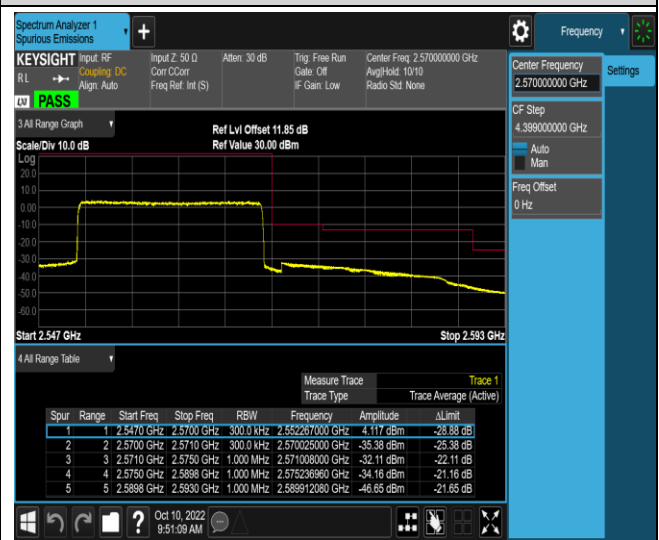 Spectrum Analyzer 1
Spurious Emissions
Frequency
KEYSIGHT Input: RF Input Z: 50 Ω Atten: 30 dB Trig: Free Run Center Freq: 2.570000000 GHz
RL Coupling: DC Corr CCorr Gate: Off Avg|Hold: 10/10
Align: Auto Freq Ref: Int (S) IF Gain: Low Radio Std: None
LXI PASS
Center Frequency
2.570000000 GHz
Settings
CF Step
4.399000000 GHz
Auto
Man
Freq Offset
0 Hz
3 All Range Graph
Ref Lvl Offset 11.85 dB
Scale/Div 10.0 dB Ref Value 30.00 dBm
Log
20.0
10.0
0.00
-10.0
-20.0
-30.0
-40.0
-50.0
-60.0
Start 2.547 GHz Stop 2.593 GHz
4 All Range Table
Measure Trace Trace 1
Trace Type Trace Average (Active)
Spur Range Start Freq Stop Freq RBW Frequency Amplitude ΔLimit
1 1 2.5470 GHz 2.5700 GHz 300.0 kHz 2.552267000 GHz 4.117 dBm -28.88 dB
2 2 2.5700 GHz 2.5710 GHz 300.0 kHz 2.570025000 GHz -35.38 dBm -25.38 dB
3 3 2.5710 GHz 2.5750 GHz 1.000 MHz 2.571008000 GHz -32.11 dBm -22.11 dB
4 4 2.5750 GHz 2.5898 GHz 1.000 MHz 2.575236960 GHz -34.16 dBm -21.16 dB
5 5 2.5898 GHz 2.5930 GHz 1.000 MHz 2.589912080 GHz -46.65 dBm -21.65 dB
Oct 10, 2022
9:51:09 AM